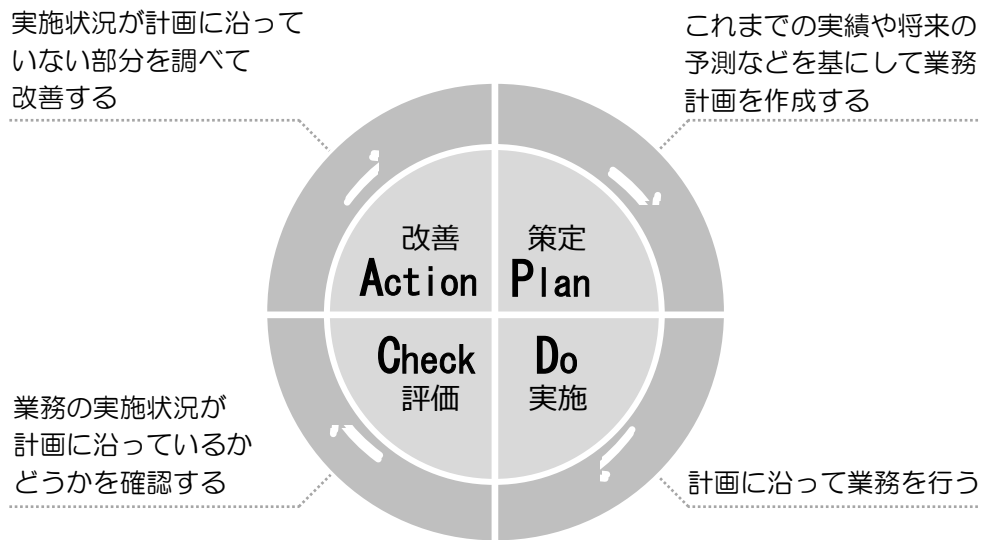 実施状況が計画に沿って
いない部分を調べて
改善する
これまでの実績や将来の
予測などを基にして業務
計画を作成する
改善
Action
策定
Plan
Check
評価
Do
実施
業務の実施状況が
計画に沿っているか
どうかを確認する
計画に沿って業務を行う